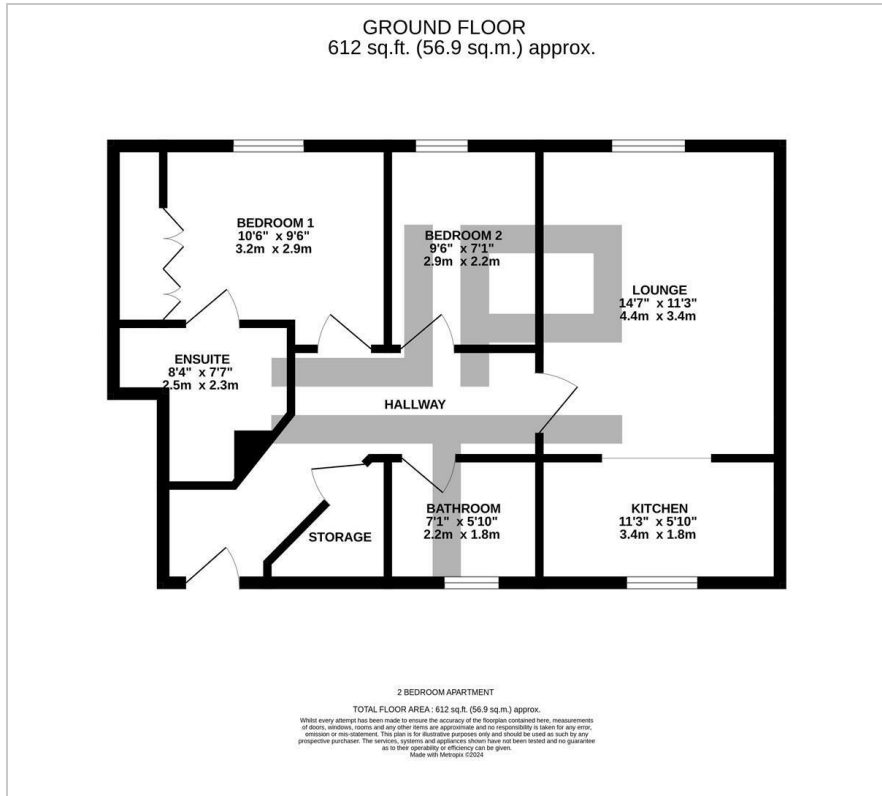 GROUND FLOOR
612 sq.ft. (56.9 sq.m.) approx.
BEDROOM 1
10'6" x 9'6"
3.2m x 2.9m
BEDROOM 2
9'6" x 7'1"
2.9m x 2.2m
LOUNGE
14'7" x 11'3"
4.4m x 3.4m
ENSUITE
8'4" x 7'7"
2.5m x 2.3m
HALLWAY
STORAGE
BATHROOM
7'1" x 5'10"
2.2m x 1.8m
KITCHEN
11'3" x 5'10"
3.4m x 1.8m
2 BEDROOM APARTMENT
TOTAL FLOOR AREA : 612 sq.ft. (56.9 sq.m.) approx.
Whilst every attempt has been made to ensure the accuracy of the floorplan contained here, measurements
of doors, windows, rooms and any other items are approximate and no responsibility is taken for any error,
omission or mis-statement. This plan is for illustrative purposes only and should be used as such by any
prospective purchaser. The services, systems and appliances shown have not been tested and no guarantee
as to their operability or efficiency can be given.
Made with Metropix ©2024